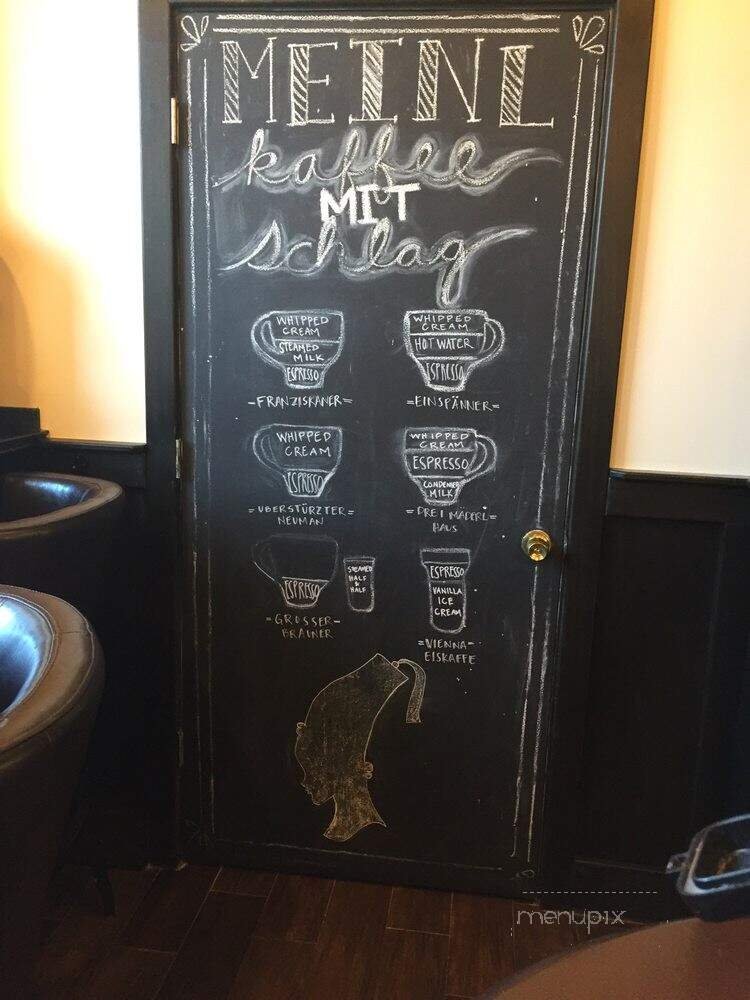 MEINL
kaffee
MIT
schlag
WHIPPED
CREAM
STEAMED
MILK
ESPRESSO
-FRANZISKANER=
WHIPPED
CREAM
HOT WATER
ESPRESSO
=EINSPÄNNER=
WHIPPED
CREAM
ESPRESSO
=UBERSTÜRZTER=
NEUMAN
WHIPPED
CREAM
ESPRESSO
CONDENSED
MILK
=DREI MADERL=
HAUS
ESPRESSO
STEAMED
HALF
&
HALF
-GROSSER-
BRAUNER
ESPRESSO
VANILLA
ICE
CREAM
=VIENNA-
EISKAFFE
menupix